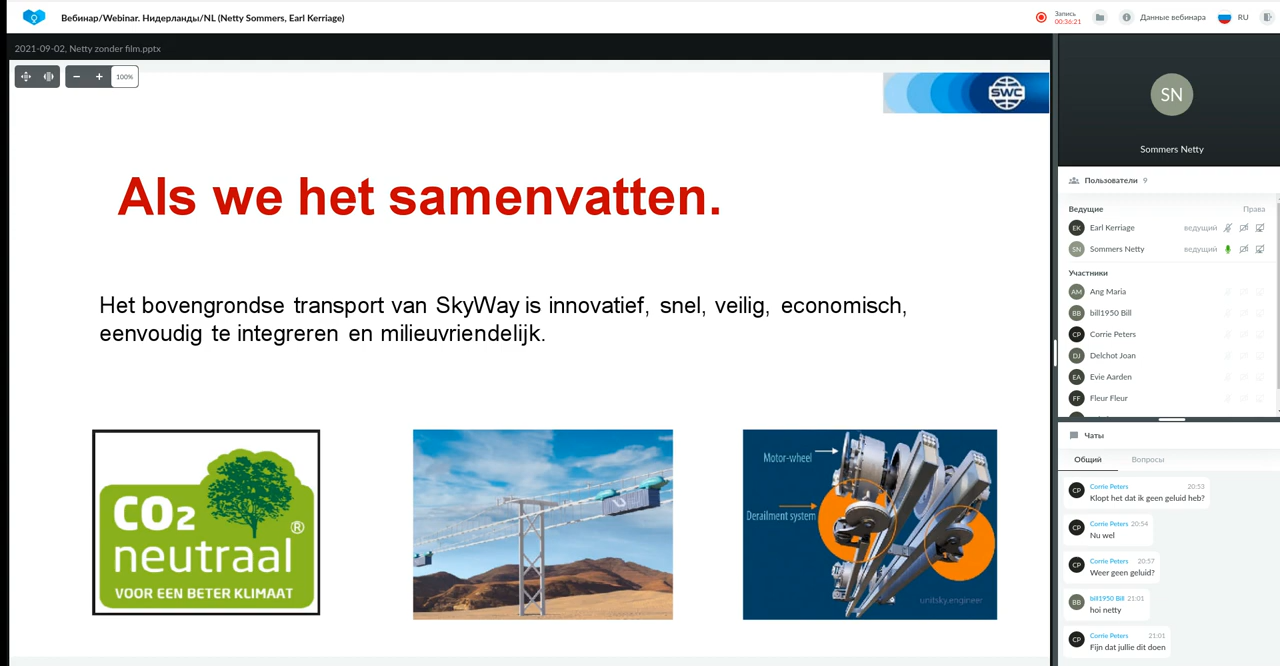 Вебинар/Webinar. Нидерланды/NL (Netty Sommers, Earl Kerriage)
Запись
00:36:21
Данные вебинара
RU
2021-09-02, Netty zonder film.pptx
100%
SWC
Als we het samenvatten.
Het bovengrondse transport van SkyWay is innovatief, snel, veilig, economisch,
eenvoudig te integreren en milieuvriendelijk.
CO2
neutraal®
VOOR EEN BETER KLIMAAT
Motor-wheel
Derailment system
unitsky.engineer
SN
Sommers Netty
Пользователи 9
Ведущие Права
EK Earl Kerriage ведущий
SN Sommers Netty ведущий
Участники
AM Ang Maria
BB bill1950 Bill
CP Corrie Peters
DJ Delchot Joan
EA Evie Aarden
FF Fleur Fleur
Чаты
Общий Вопросы
CP Corrie Peters 20:53
Klopt het dat ik geen geluid heb?
CP Corrie Peters 20:54
Nu wel
CP Corrie Peters 20:57
Weer geen geluid?
BB bill1950 Bill 21:01
hoi netty
CP Corrie Peters 21:01
Fijn dat jullie dit doen